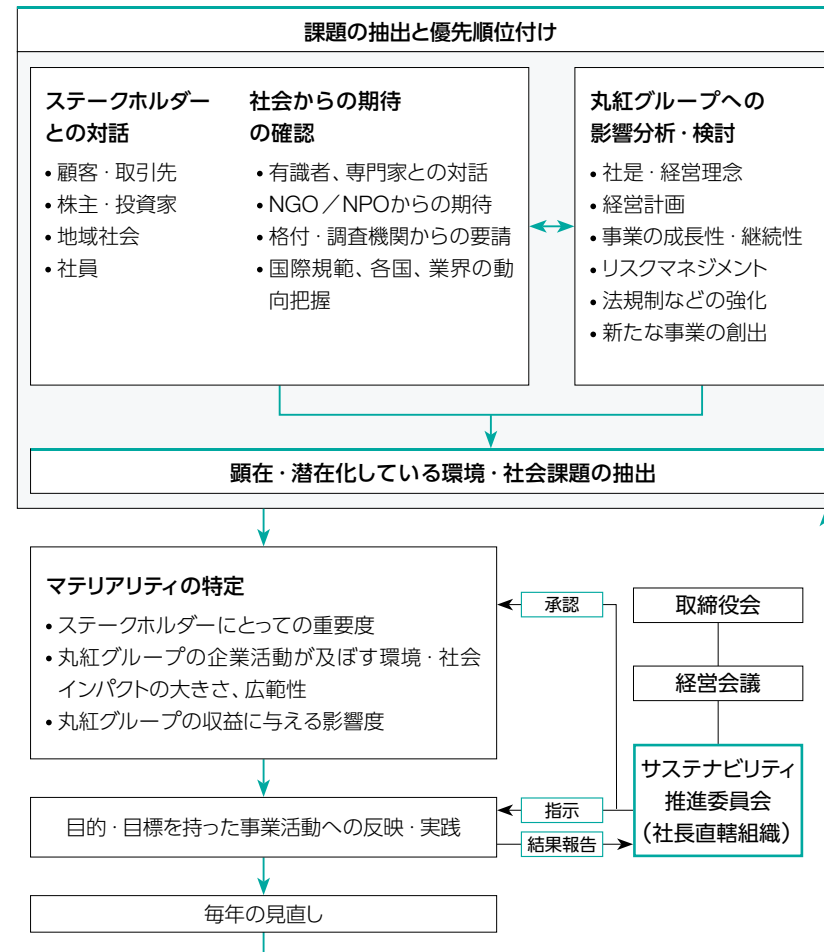 課題の抽出と優先順位付け
ステークホルダー
との対話
• 顧客・取引先
• 株主・投資家
• 地域社会
• 社員
社会からの期待
の確認
• 有識者、専門家との対話
• NGO／NPOからの期待
• 格付・調査機関からの要請
• 国際規範、各国、業界の動
向把握
丸紅グループへの
影響分析・検討
• 社是・経営理念
• 経営計画
• 事業の成長性・継続性
• リスクマネジメント
• 法規制などの強化
• 新たな事業の創出
顕在・潜在化している環境・社会課題の抽出
マテリアリティの特定
• ステークホルダーにとっての重要度
• 丸紅グループの企業活動が及ぼす環境・社会
インパクトの大きさ、広範性
• 丸紅グループの収益に与える影響度
承認
取締役会
経営会議
サステナビリティ
推進委員会
（社長直轄組織）
目的・目標を持った事業活動への反映・実践
指示
結果報告
毎年の見直し